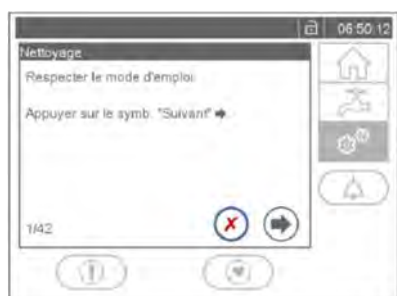 06:50:12
Nettoyage
Respecter le mode d'emploi.
Appuyer sur le symb. "Suivant" ➡.
1/42